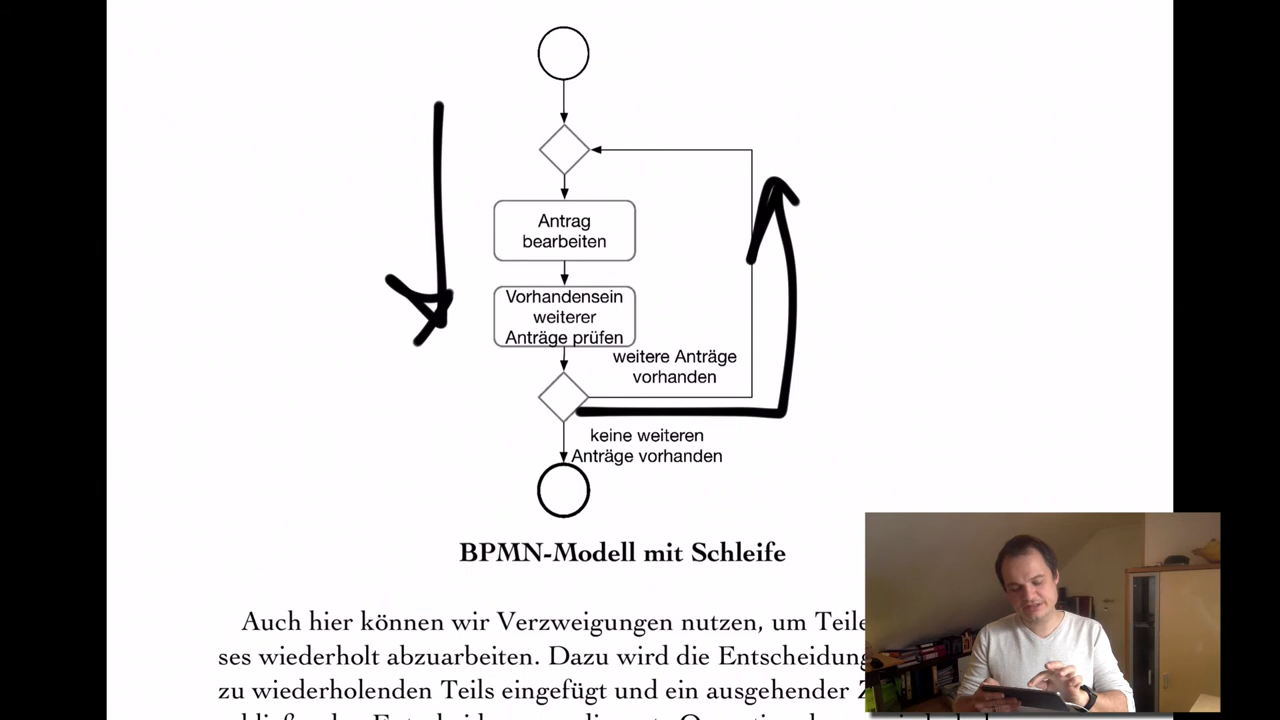 Antrag
bearbeiten
Vorhandensein
weiterer
Anträge prüfen
weitere Anträge
vorhanden
keine weiteren
Anträge vorhanden
BPMN-Modell mit Schleife
Auch hier können wir Verzweigungen nutzen, um Teile
ses wiederholt abzuarbeiten. Dazu wird die Entscheidung
zu wiederholenden Teils eingefügt und ein ausgehender